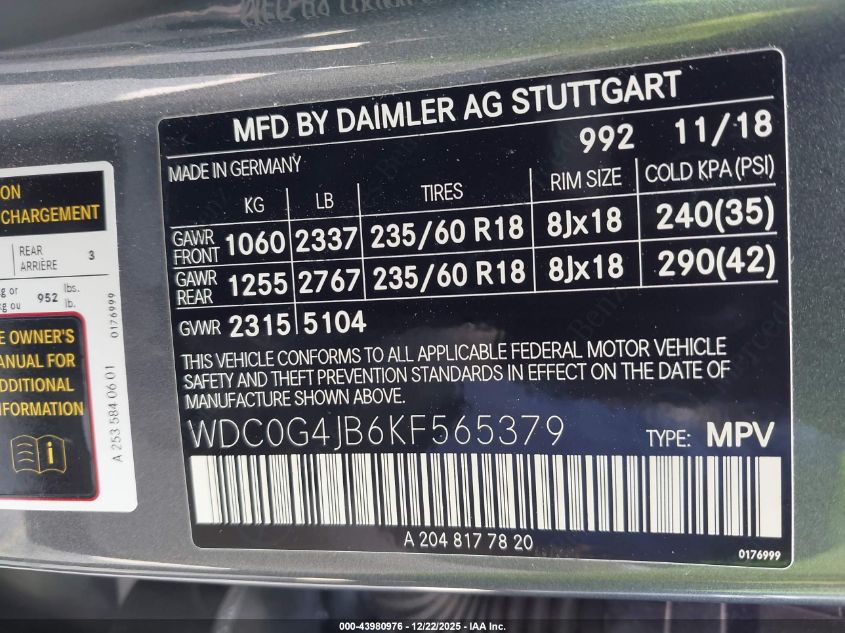 MFD BY DAIMLER AG STUTTGART
992 11/18
MADE IN GERMANY
KG LB TIRES RIM SIZE COLD KPA (PSI)
GAWR FRONT 1060 2337 235/60 R18 8Jx18 240(35)
GAWR REAR 1255 2767 235/60 R18 8Jx18 290(42)
GVWR 2315 5104
THIS VEHICLE CONFORMS TO ALL APPLICABLE FEDERAL MOTOR VEHICLE
SAFETY AND THEFT PREVENTION STANDARDS IN EFFECT ON THE DATE OF
MANUFACTURE SHOWN ABOVE.
WDC0G4JB6KF565379 TYPE: MPV
A 204 817 78 20
0176999
CHARGEMENT
REAR 3
ARRIÈRE
or 952 lbs.
ou lb.
OWNER'S
FOR
INFORMATION
i
0176999
A 253 584 06 01
000-43980976 - 12/22/2025 - IAA Inc.